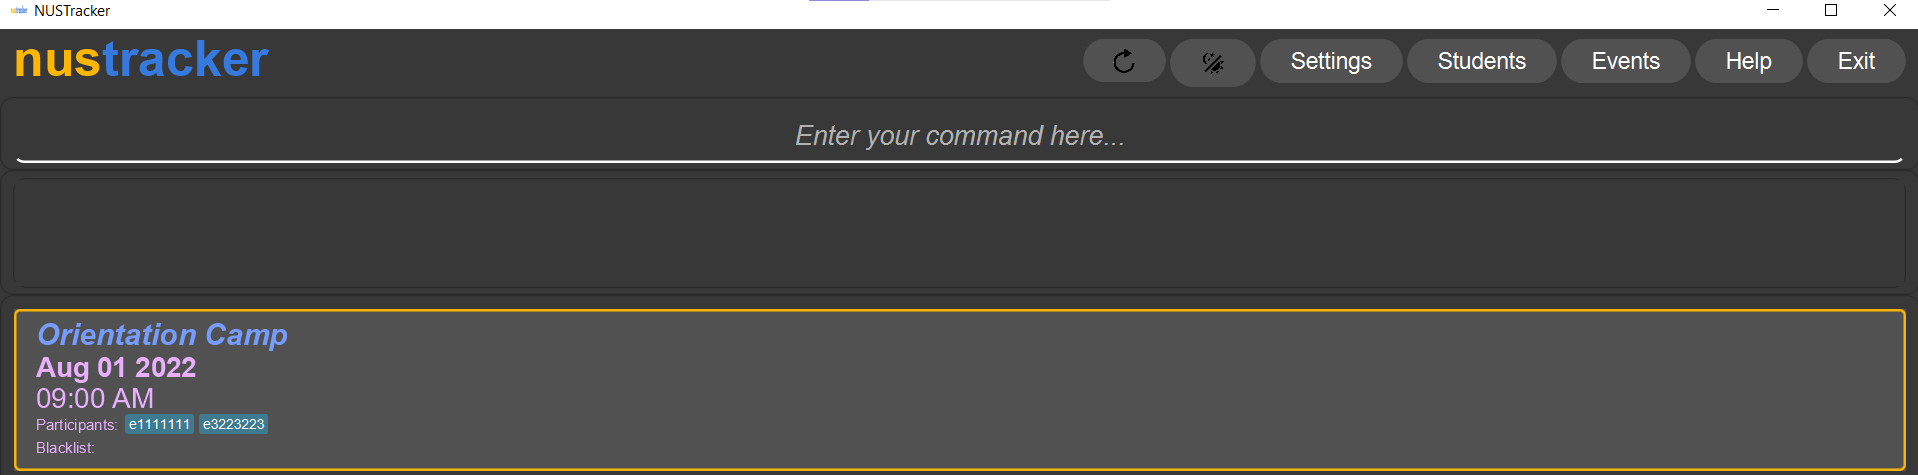 NUSTracker
nustracker
Settings Students Events Help Exit
Enter your command here...
Orientation Camp
Aug 01 2022
09:00 AM
Participants: e1111111 e3223223
Blacklist: